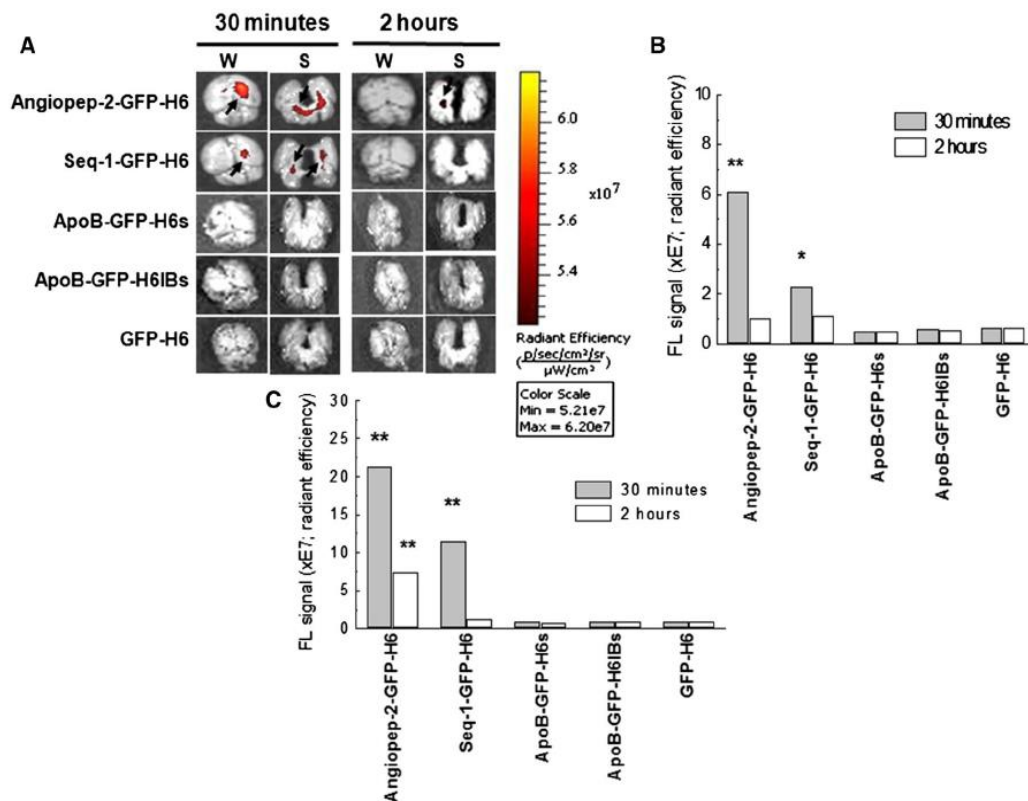 A
30 minutes
2 hours
W
S
W
S
Angiopep-2-GFP-H6
Seq-1-GFP-H6
ApoB-GFP-H6s
ApoB-GFP-H6IBs
GFP-H6
6.0
5.8
x10⁷
5.6
5.4
Radiant Efficiency
(p/sec/cm²/sr)
µW/cm²
Color Scale
Min = 5.21e7
Max = 6.20e7
B
FL signal (xE7; radiant efficiency)
10
8
6
4
2
0
30 minutes
2 hours
**
*
Angiopep-2-GFP-H6
Seq-1-GFP-H6
ApoB-GFP-H6s
ApoB-GFP-H6IBs
GFP-H6
C
FL signal (xE7; radiant efficiency)
30
25
20
15
10
5
0
30 minutes
2 hours
**
**
**
Angiopep-2-GFP-H6
Seq-1-GFP-H6
ApoB-GFP-H6s
ApoB-GFP-H6IBs
GFP-H6